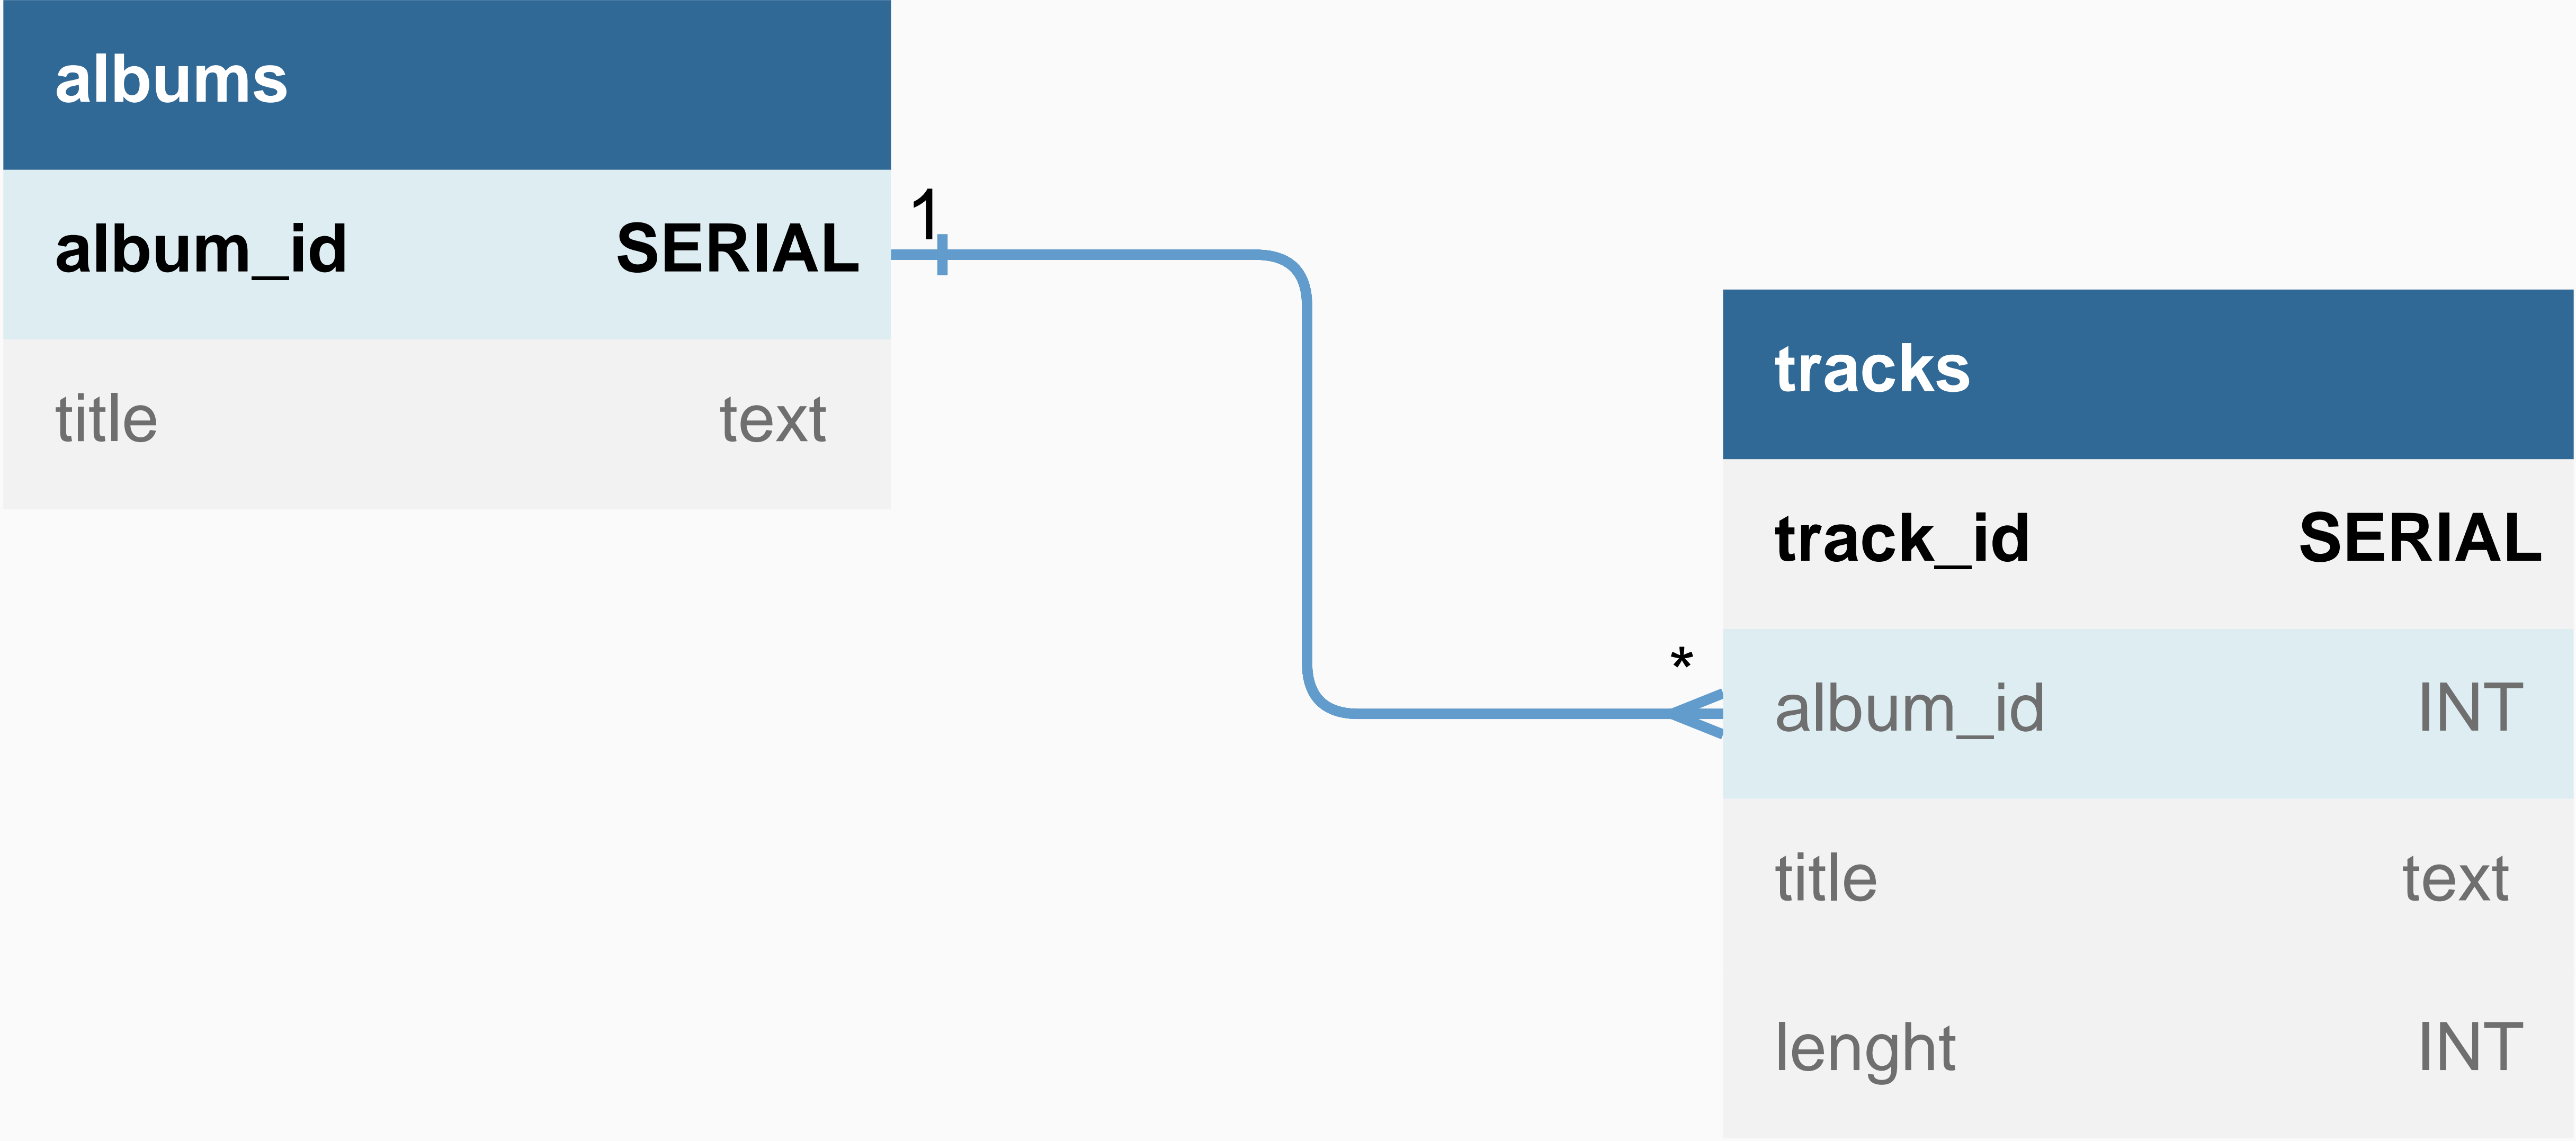 albums
album_id SERIAL
title text
1
*
tracks
track_id SERIAL
album_id INT
title text
lenght INT